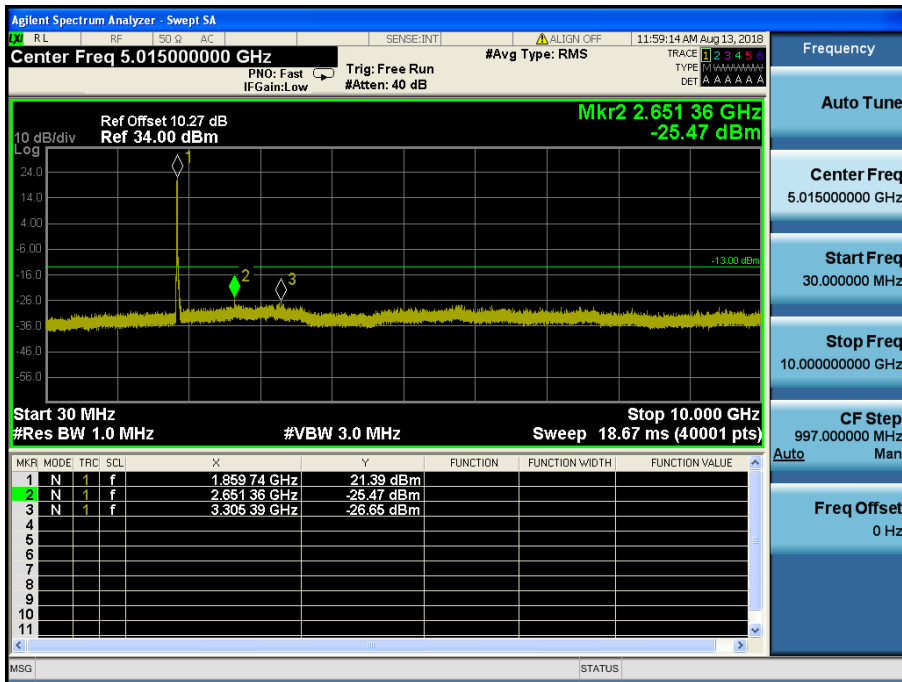 Agilent Spectrum Analyzer - Swept SA
LXI RL RF 50 Ω AC SENSE:INT ALIGN OFF 11:59:14 AM Aug 13, 2018
Center Freq 5.015000000 GHz
PNO: Fast
IFGain:Low
Trig: Free Run
#Atten: 40 dB
#Avg Type: RMS
TRACE 1 2 3 4 5 6
TYPE M WWWWW
DET A A A A A A
Frequency
Mkr2 2.651 36 GHz
-25.47 dBm
10 dB/div
Log
Ref Offset 10.27 dB
Ref 34.00 dBm
24.0
14.0
4.00
-6.00
-16.0
-26.0
-36.0
-46.0
-56.0
1
2
3
-13.00 dBm
Start 30 MHz
Stop 10.000 GHz
#Res BW 1.0 MHz
#VBW 3.0 MHz
Sweep 18.67 ms (40001 pts)
MKR MODE TRC SCL X Y FUNCTION FUNCTION WIDTH FUNCTION VALUE
1 N 1 f 1.859 74 GHz 21.39 dBm
2 N 1 f 2.651 36 GHz -25.47 dBm
3 N 1 f 3.305 39 GHz -26.65 dBm
4
5
6
7
8
9
10
11
MSG
STATUS
Auto Tune
Center Freq
5.015000000 GHz
Start Freq
30.000000 MHz
Stop Freq
10.000000000 GHz
CF Step
997.000000 MHz
Auto Man
Freq Offset
0 Hz